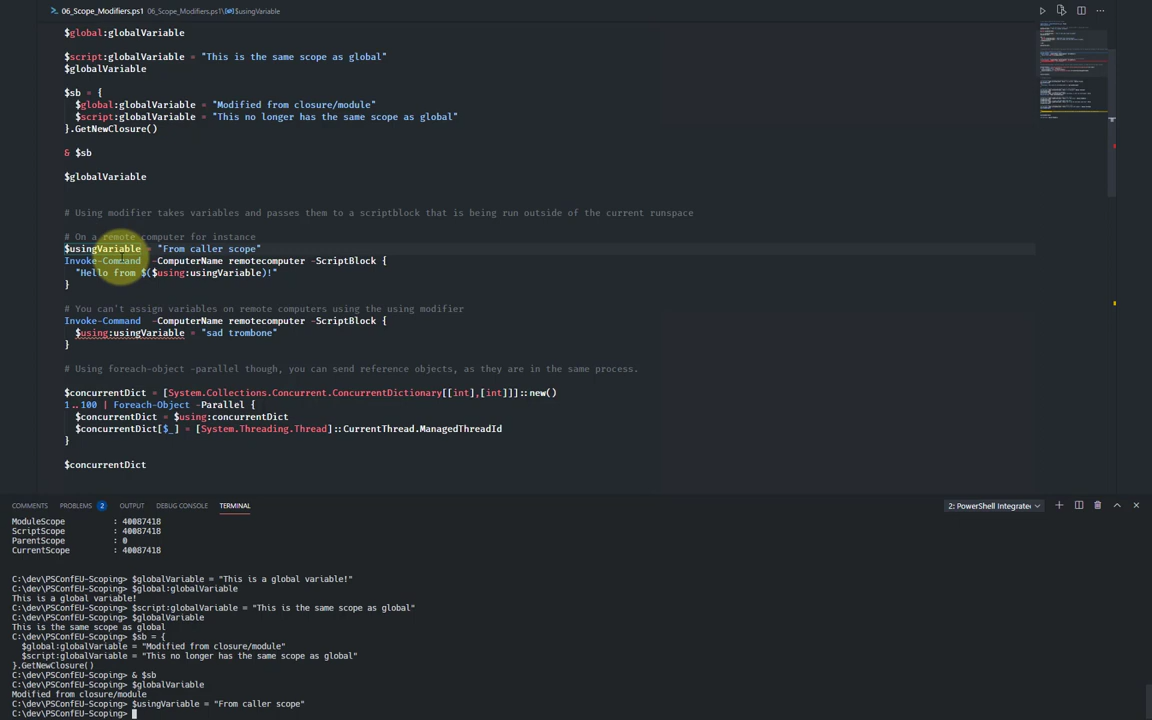 06_Scope_Modifiers.ps1 06_Scope_Modifiers.ps1\$usingVariable
$global:globalVariable
$script:globalVariable = "This is the same scope as global"
$globalVariable
$sb = {
$global:globalVariable = "Modified from closure/module"
$script:globalVariable = "This no longer has the same scope as global"
}.GetNewClosure()
& $sb
$globalVariable
# Using modifier takes variables and passes them to a scriptblock that is being run outside of the current runspace
# On a remote computer for instance
$usingVariable = "From caller scope"
Invoke-Command -ComputerName remotecomputer -ScriptBlock {
"Hello from $($using:usingVariable)!"
}
# You can't assign variables on remote computers using the using modifier
Invoke-Command -ComputerName remotecomputer -ScriptBlock {
$using:usingVariable = "sad trombone"
}
# Using foreach-object -parallel though, you can send reference objects, as they are in the same process.
$concurrentDict = [System.Collections.Concurrent.ConcurrentDictionary[[int],[int]]]::new()
1..100 | Foreach-Object -Parallel {
$concurrentDict = $using:concurrentDict
$concurrentDict[$_] = [System.Threading.Thread]::CurrentThread.ManagedThreadId
}
$concurrentDict
COMMENTS PROBLEMS 2 OUTPUT DEBUG CONSOLE TERMINAL 2: PowerShell Integrate
ModuleScope : 40087418
ScriptScope : 40087418
ParentScope : 0
CurrentScope : 40087418
C:\dev\PSConfEU-Scoping> $globalVariable = "This is a global variable!"
C:\dev\PSConfEU-Scoping> $global:globalVariable
This is a global variable!
C:\dev\PSConfEU-Scoping> $script:globalVariable = "This is the same scope as global"
C:\dev\PSConfEU-Scoping> $globalVariable
This is the same scope as global
C:\dev\PSConfEU-Scoping> $sb = {
$global:globalVariable = "Modified from closure/module"
$script:globalVariable = "This no longer has the same scope as global"
}.GetNewClosure()
C:\dev\PSConfEU-Scoping> & $sb
C:\dev\PSConfEU-Scoping> $globalVariable
Modified from closure/module
C:\dev\PSConfEU-Scoping> $usingVariable = "From caller scope"
C:\dev\PSConfEU-Scoping>